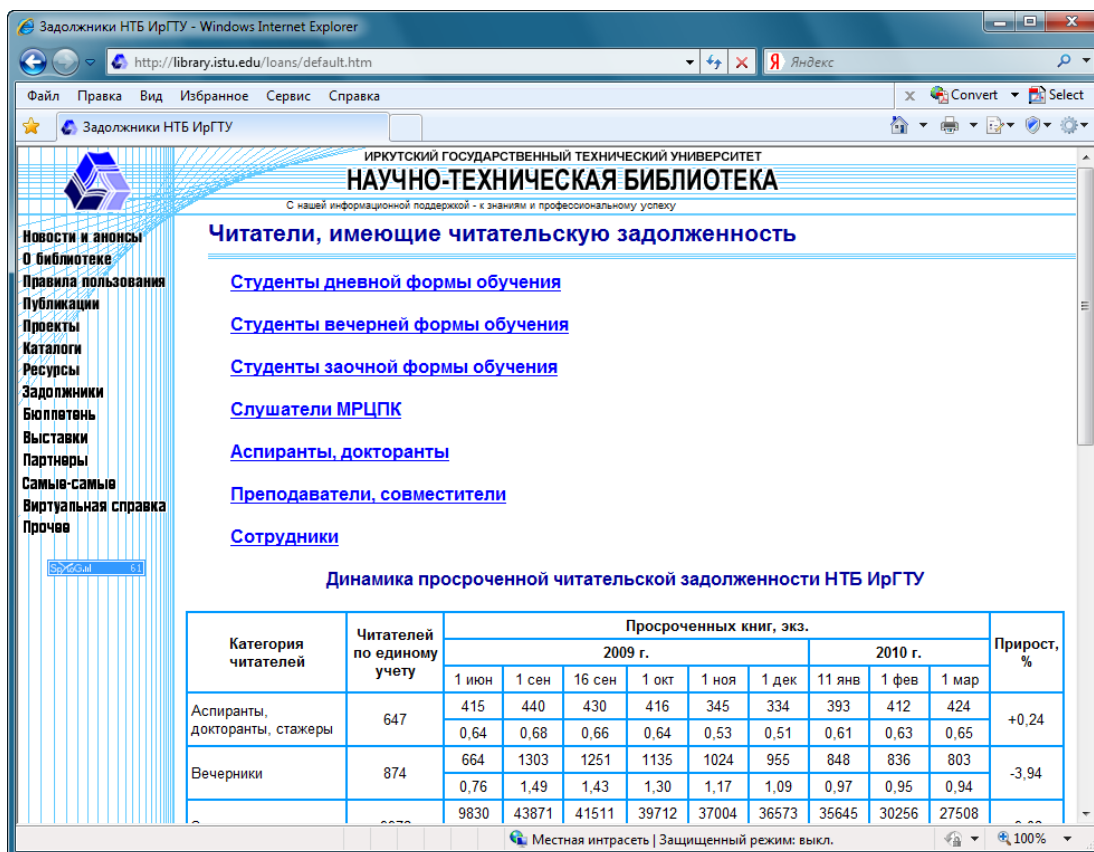 Задолжники НТБ ИрГТУ - Windows Internet Explorer
http://library.istu.edu/loans/default.htm
Яндекс
Файл Правка Вид Избранное Сервис Справка
Convert Select
Задолжники НТБ ИрГТУ
ИРКУТСКИЙ ГОСУДАРСТВЕННЫЙ ТЕХНИЧЕСКИЙ УНИВЕРСИТЕТ
НАУЧНО-ТЕХНИЧЕСКАЯ БИБЛИОТЕКА
С нашей информационной поддержкой - к знаниям и профессиональному успеху
Новости и анонсы
О библиотеке
Правила пользования
Публикации
Проекты
Каталоги
Ресурсы
Задолжники
Бюллетень
Выставки
Партнеры
Самые-самые
Виртуальная справка
Прочее
61
Читатели, имеющие читательскую задолженность
Студенты дневной формы обучения
Студенты вечерней формы обучения
Студенты заочной формы обучения
Слушатели МРЦПК
Аспиранты, докторанты
Преподаватели, совместители
Сотрудники
Динамика просроченной читательской задолженности НТБ ИрГТУ
Категория читателей
Читателей по единому учету
Просроченных книг, экз.
Прирост, %
2009 г. 2010 г.
1 июн 1 сен 16 сен 1 окт 1 ноя 1 дек 11 янв 1 фев 1 мар
Аспиранты, докторанты, стажеры 647
415 440 430 416 345 334 393 412 424
+0,24
0,64 0,68 0,66 0,64 0,53 0,51 0,61 0,63 0,65
Вечерники 874
664 1303 1251 1135 1024 955 848 836 803
-3,94
0,76 1,49 1,43 1,30 1,17 1,09 0,97 0,95 0,94
9830 43871 41511 39712 37004 36573 35645 30256 27508
Местная интрасеть | Защищенный режим: выкл.
100%